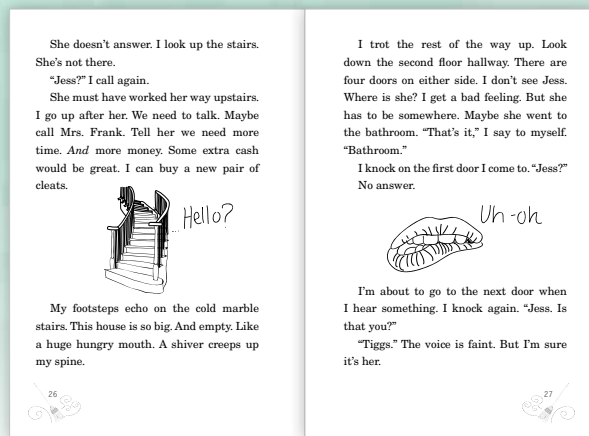 She doesn't answer. I look up the stairs.
She's not there.
“Jess?” I call again.
She must have worked her way upstairs.
I go up after her. We need to talk. Maybe
call Mrs. Frank. Tell her we need more
time. And more money. Some extra cash
would be great. I can buy a new pair of
cleats.
... Hello?
My footsteps echo on the cold marble
stairs. This house is so big. And empty. Like
a huge hungry mouth. A shiver creeps up
my spine.
26
I trot the rest of the way up. Look
down the second floor hallway. There are
four doors on either side. I don't see Jess.
Where is she? I get a bad feeling. But she
has to be somewhere. Maybe she went to
the bathroom. “That's it,” I say to myself.
“Bathroom.”
I knock on the first door I come to. “Jess?”
No answer.
Uh-oh
I'm about to go to the next door when
I hear something. I knock again. “Jess. Is
that you?”
“Tiggs.” The voice is faint. But I'm sure
it's her.
27